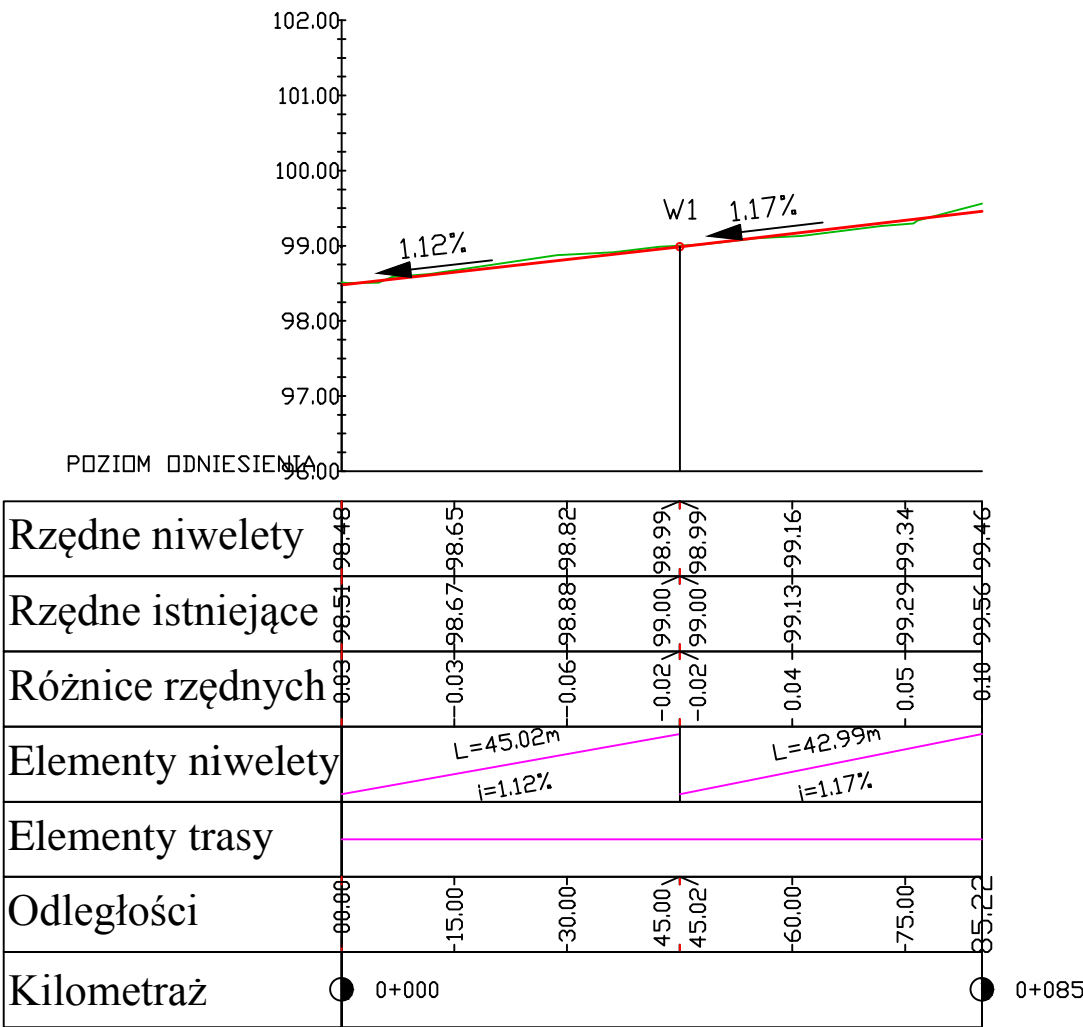 102.00
101.00
100.00
99.00
98.00
97.00
96.00
1.12%
W1
1.17%
POZIOM ODNIESIENIA
Rzędne niwelety 98.48 98.65 98.82 98.99 98.99 99.16 99.34 99.46
Rzędne istniejące 98.51 98.67 98.88 99.00 99.00 99.13 99.29 99.56
Różnice rzędnych 0.03 -0.03 -0.06 -0.02 -0.02 0.04 0.05 0.10
Elementy niwelety L=45.02m i=1.12% L=42.99m i=1.17%
Elementy trasy
Odległości 00.00 15.00 30.00 45.00 45.02 60.00 75.00 85.22
Kilometraż 0+000 0+085